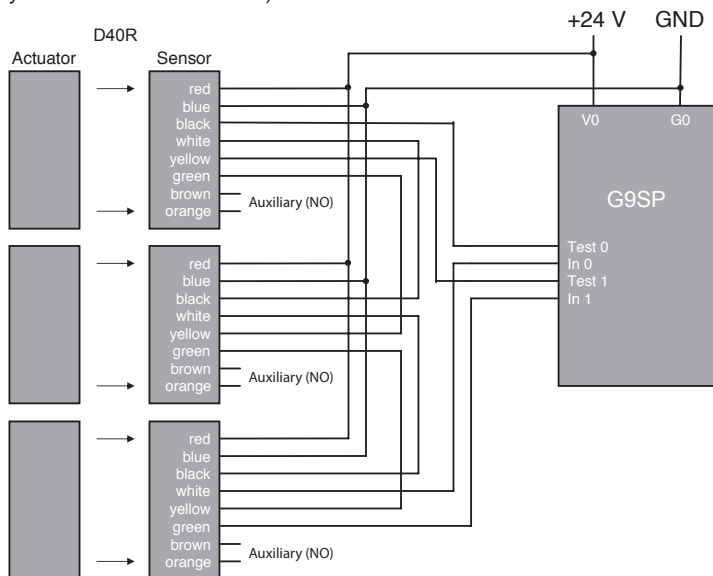 +24 V GND
D40R
Actuator Sensor
V0 G0
G9SP
Test 0
In 0
Test 1
In 1
red
blue
black
white
yellow
green
brown
orange
Auxiliary (NO)
red
blue
black
white
yellow
green
brown
orange
Auxiliary (NO)
red
blue
black
white
yellow
green
brown
orange
Auxiliary (NO)